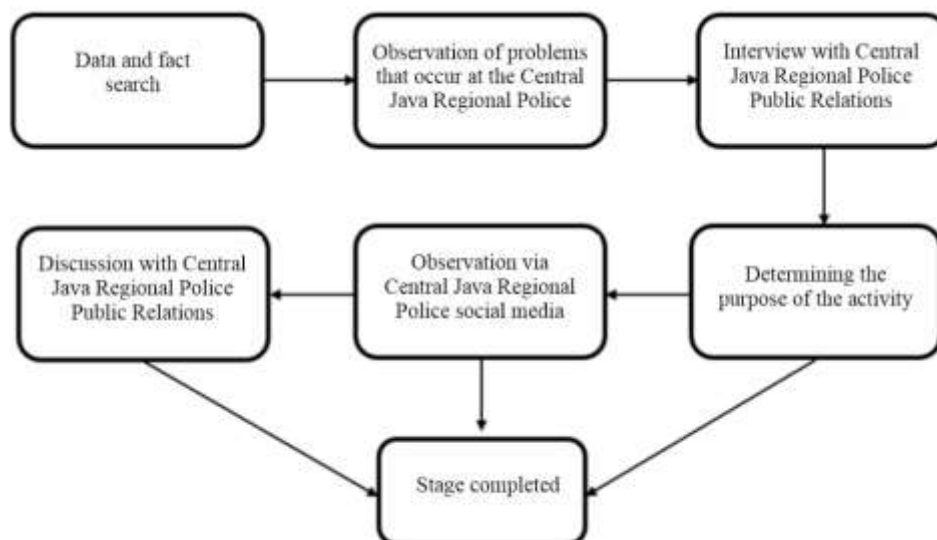 Data and fact
search
Observation of problems
that occur at the Central
Java Regional Police
Interview with Central
Java Regional Police
Public Relations
Discussion with Central
Java Regional Police
Public Relations
Observation via
Central Java Regional
Police social media
Determining the
purpose of the activity
Stage completed